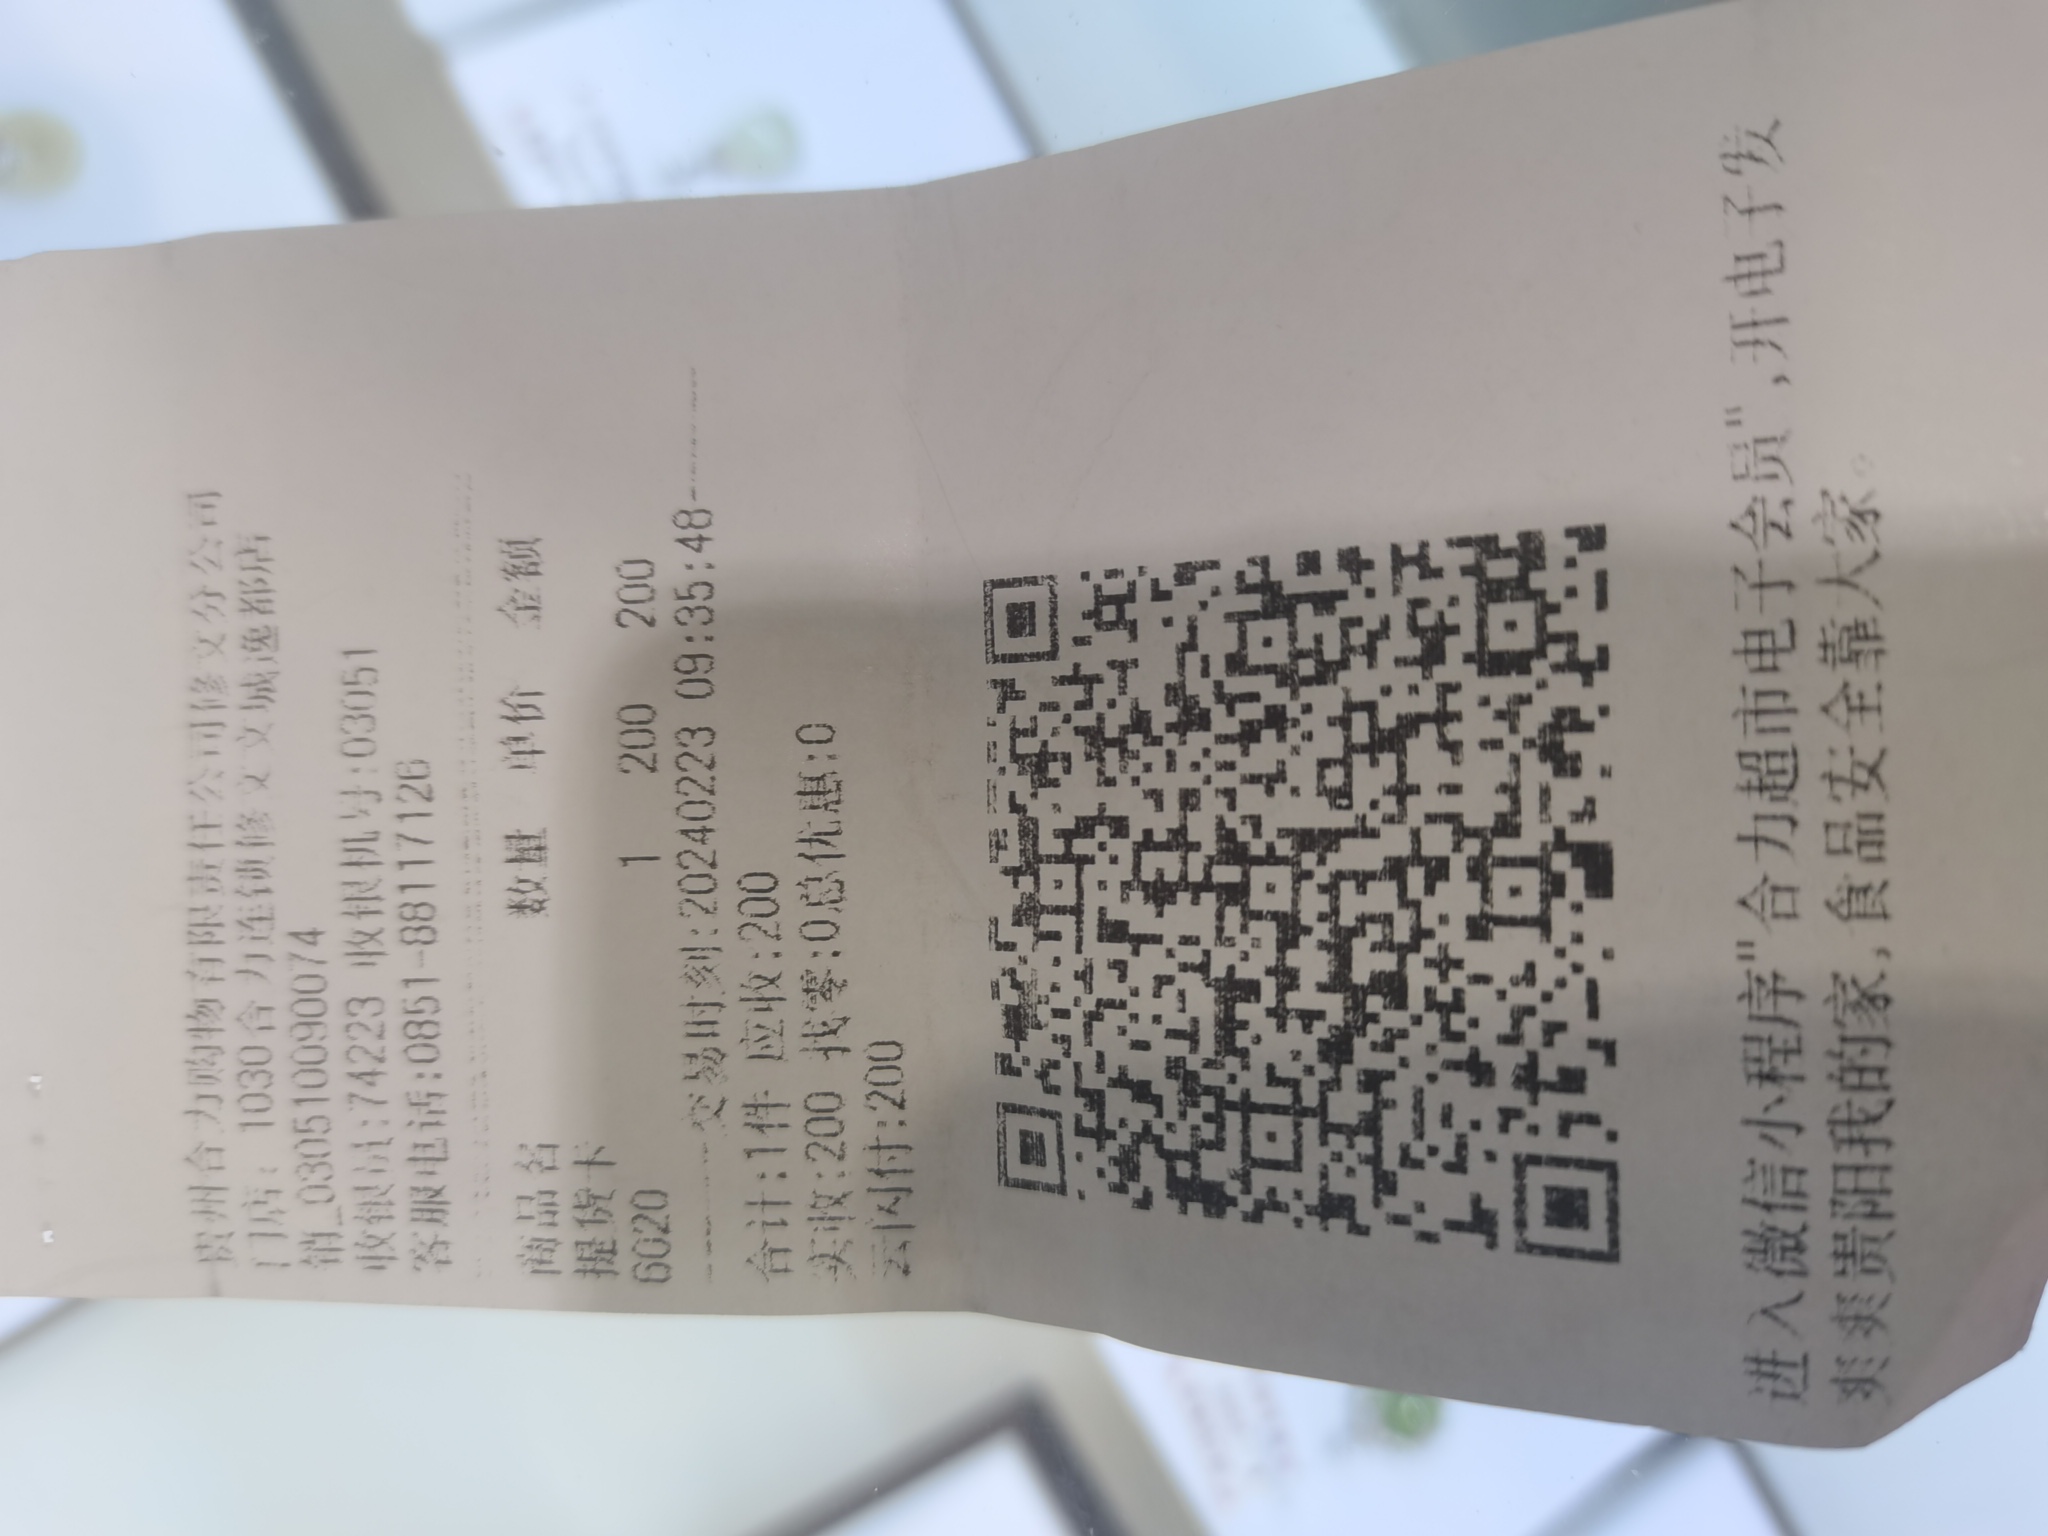 贵州合力购物有限责任公司修文分公司
门店: 1030合力连锁修文文城逸都店
销_0305100990074
收银员:74223 收银机号:03051
客服电话:0851-88117126
商品名 数量 单价 金额
提货卡
6020 1 200 200
交易时刻:20240223 09:35:48
合计:1件 应收:200
实收:200 找零:0总优惠:0
云闪付:200
进入微信小程序"合力超市电子会员",开电子发
爽爽贵阳我的家,食品安全靠大家。